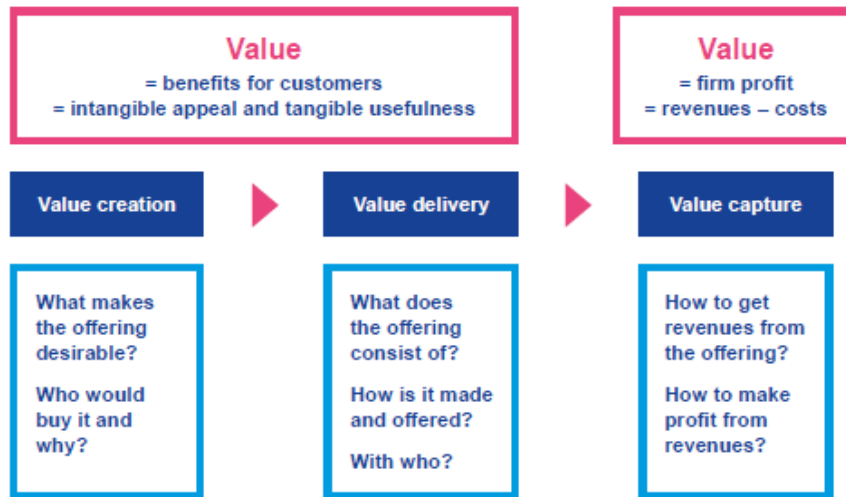 Value
= benefits for customers
= intangible appeal and tangible usefulness
Value
= firm profit
= revenues – costs
Value creation
Value delivery
Value capture
What makes
the offering
desirable?
Who would
buy it and
why?
What does
the offering
consist of?
How is it made
and offered?
With who?
How to get
revenues from
the offering?
How to make
profit from
revenues?